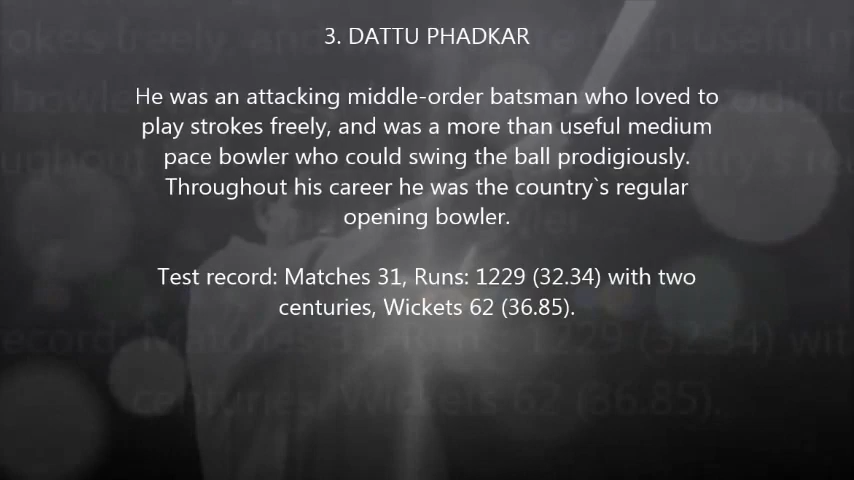 3. DATTU PHADKAR
He was an attacking middle-order batsman who loved to
play strokes freely, and was a more than useful medium
pace bowler who could swing the ball prodigiously.
Throughout his career he was the country`s regular
opening bowler.
Test record: Matches 31, Runs: 1229 (32.34) with two
centuries, Wickets 62 (36.85).